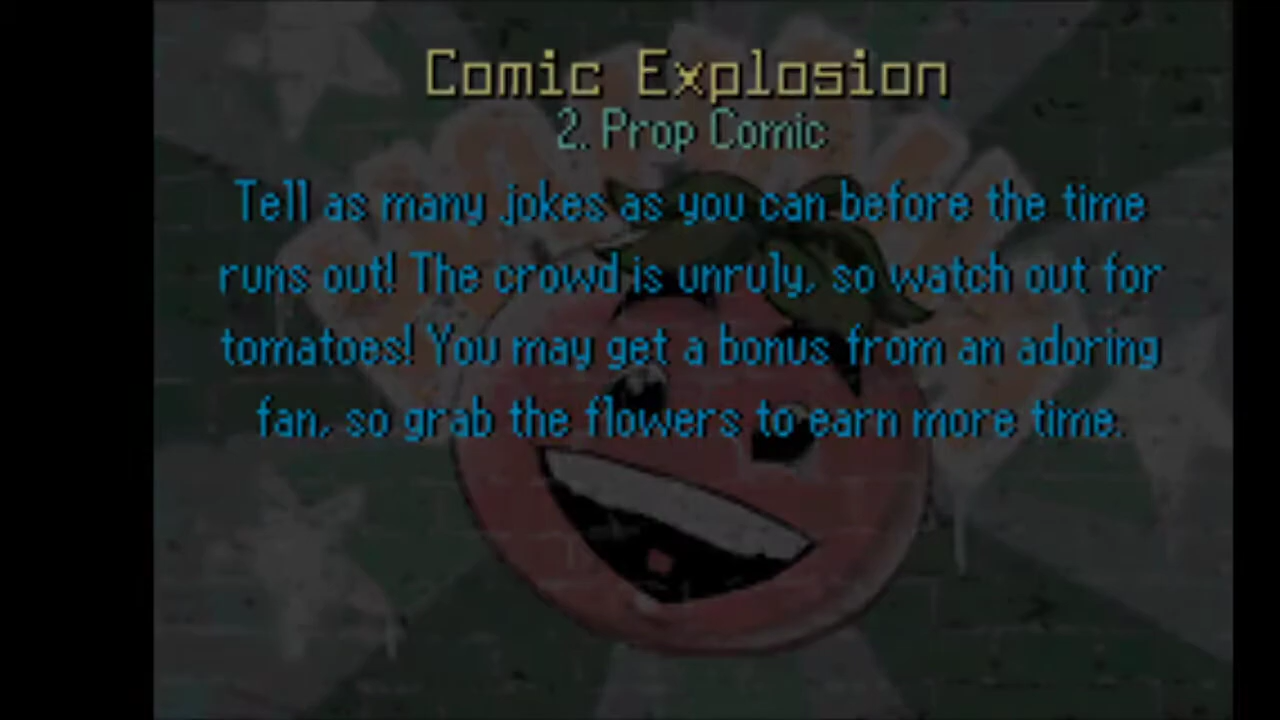 Comic Explosion
2. Prop Comic
Tell as many jokes as you can before the time
runs out! The crowd is unruly, so watch out for
tomatoes! You may get a bonus from an adoring
fan, so grab the flowers to earn more time.